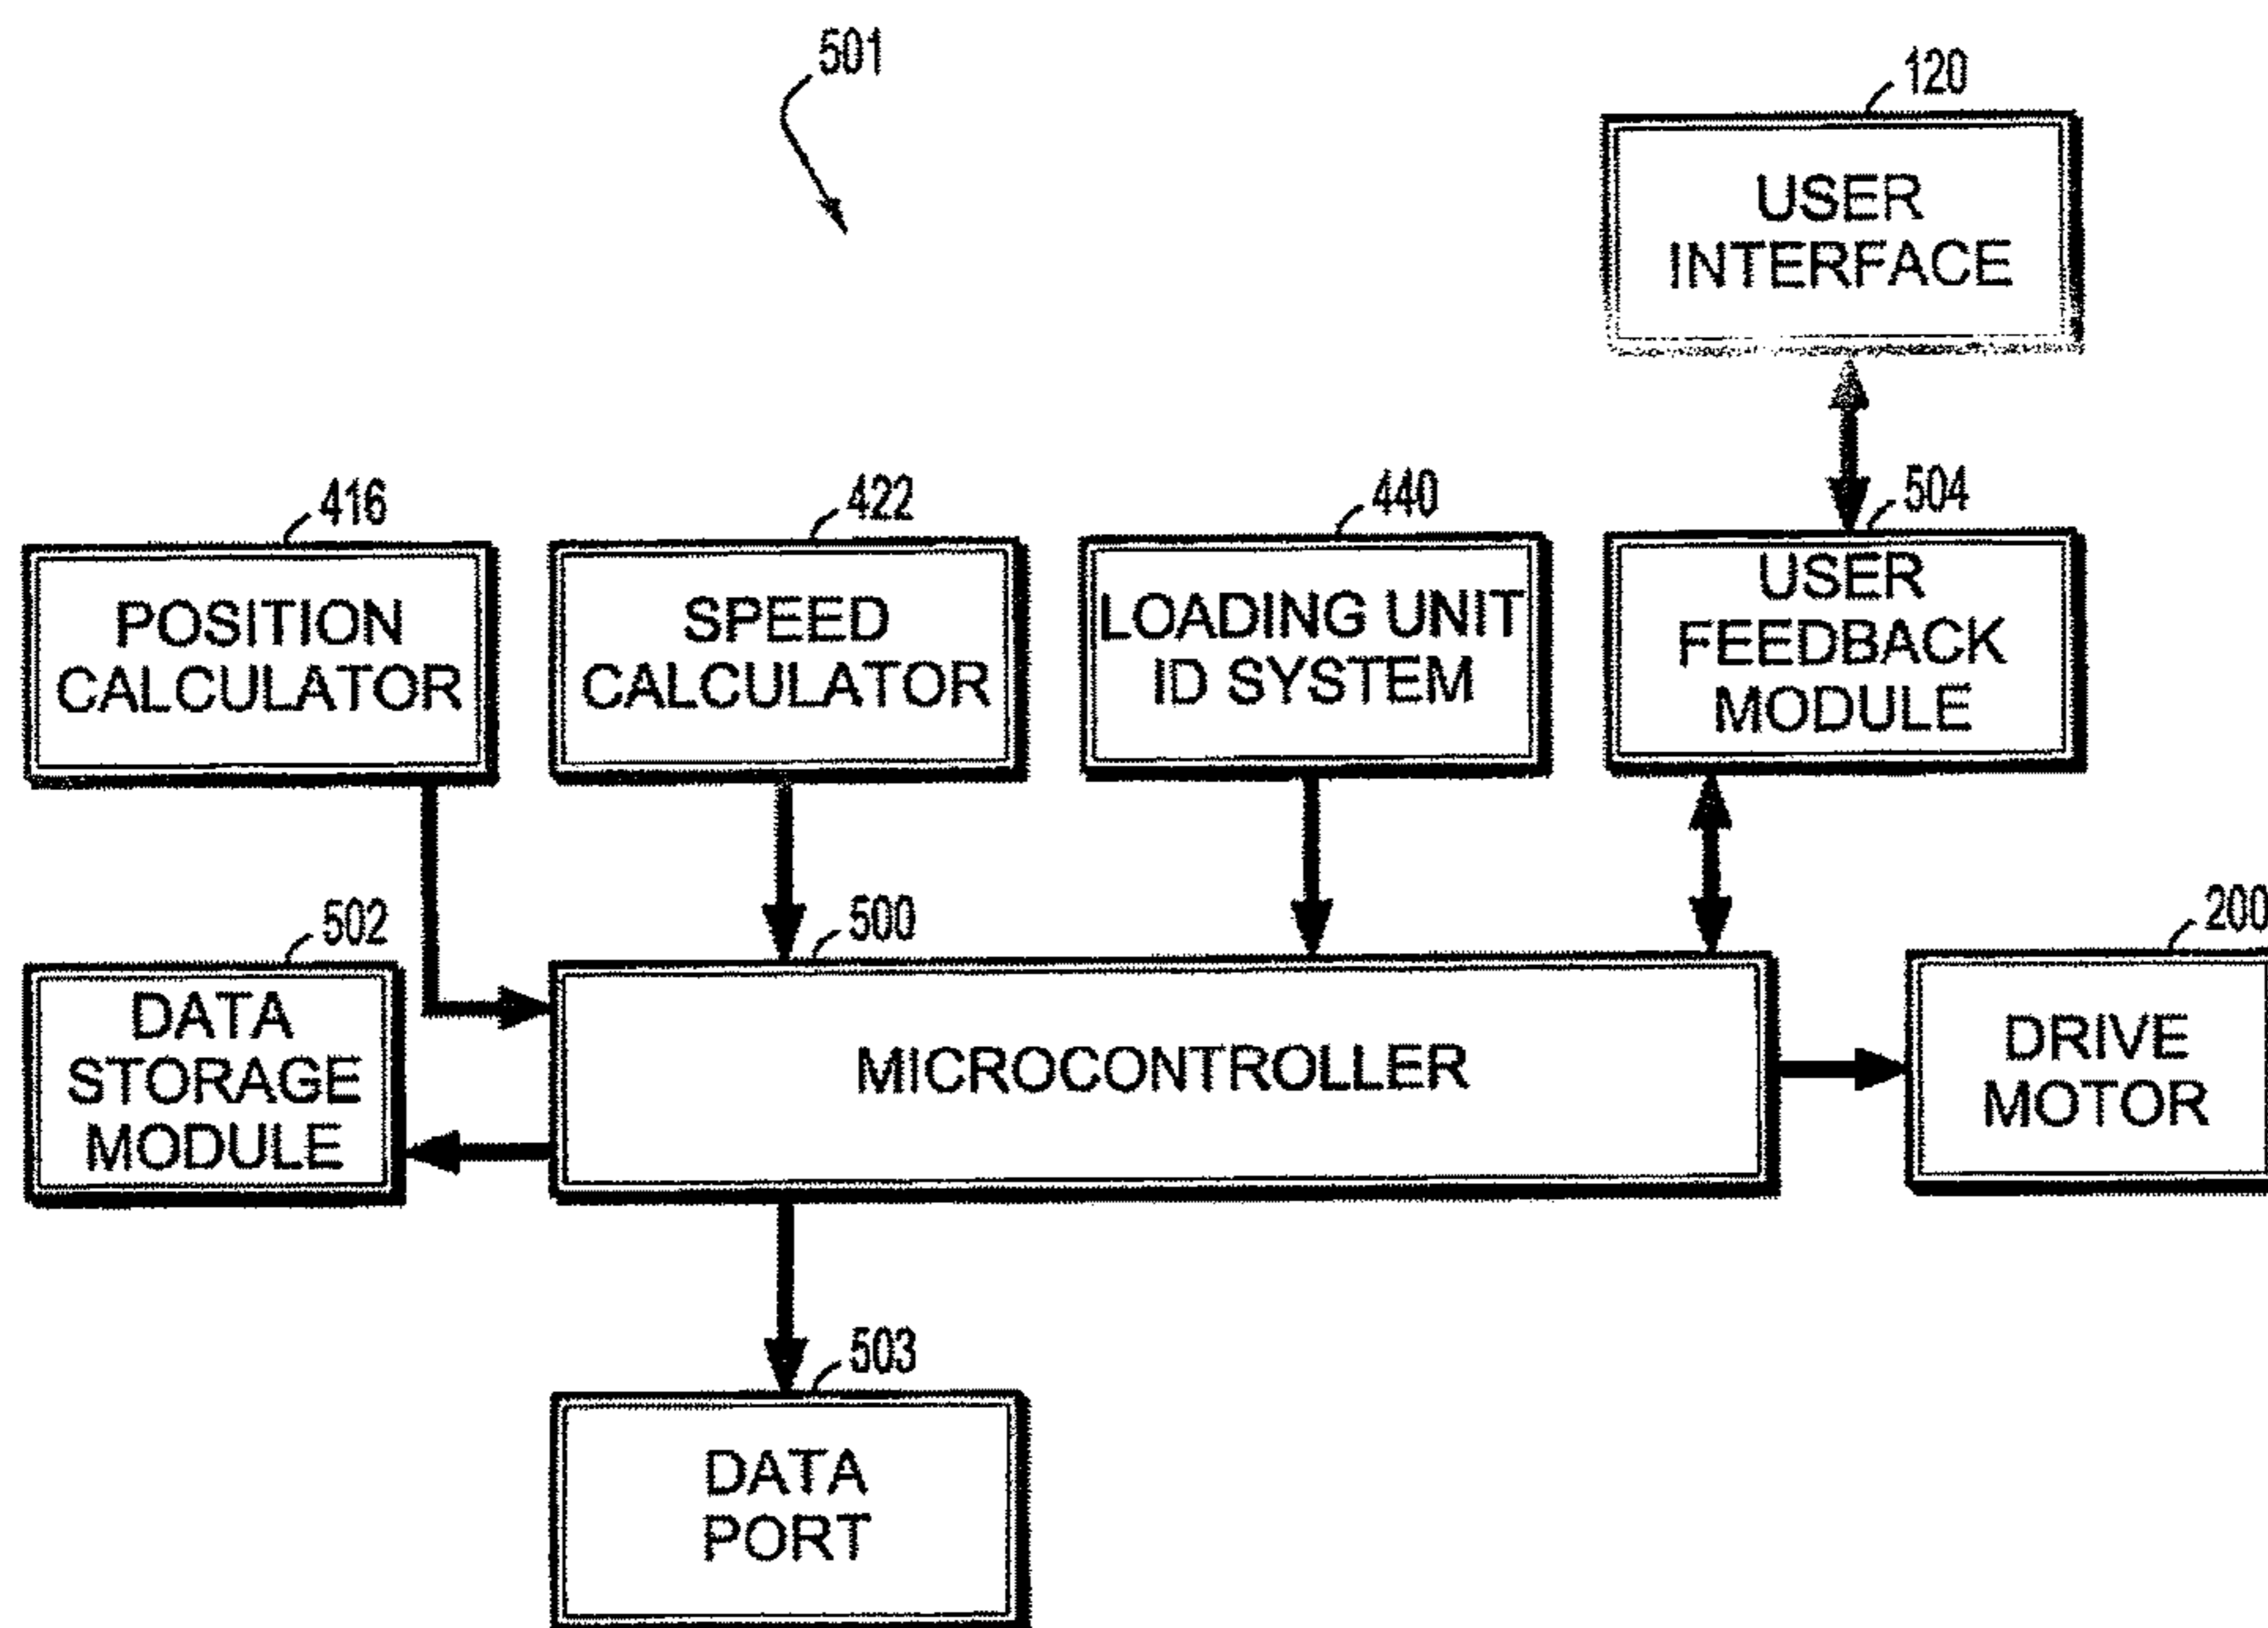 501
120
USER
INTERFACE
416
422
440
504
POSITION
CALCULATOR
SPEED
CALCULATOR
LOADING UNIT
ID SYSTEM
USER
FEEDBACK
MODULE
502
500
200
DATA
STORAGE
MODULE
MICROCONTROLLER
DRIVE
MOTOR
503
DATA
PORT